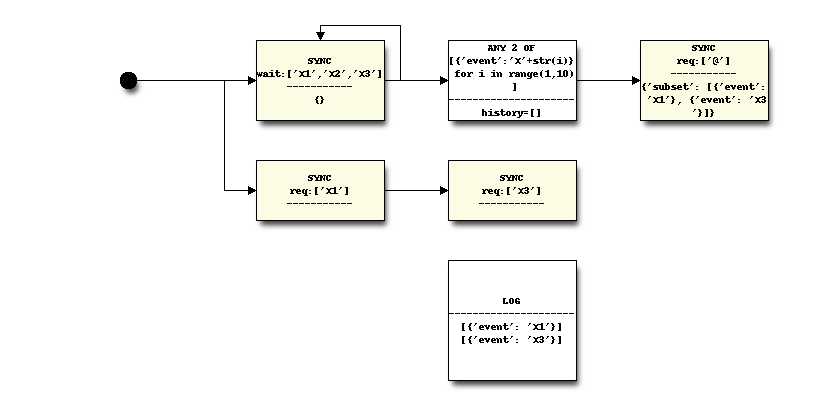 SYNC
wait:['X1','X2','X3']
-----------
{}
ANY 2 OF
[{'event':'X'+str(i)}
for i in range(1,10)
]
---------------------
history=[]
SYNC
req:['@']
-----------
{'subset': [{'event':
'X1'}, {'event': 'X3
'}]}
SYNC
req:['X1']
-----------
SYNC
req:['X3']
-----------
LOG
---------------------
[{'event': 'X1'}]
[{'event': 'X3'}]